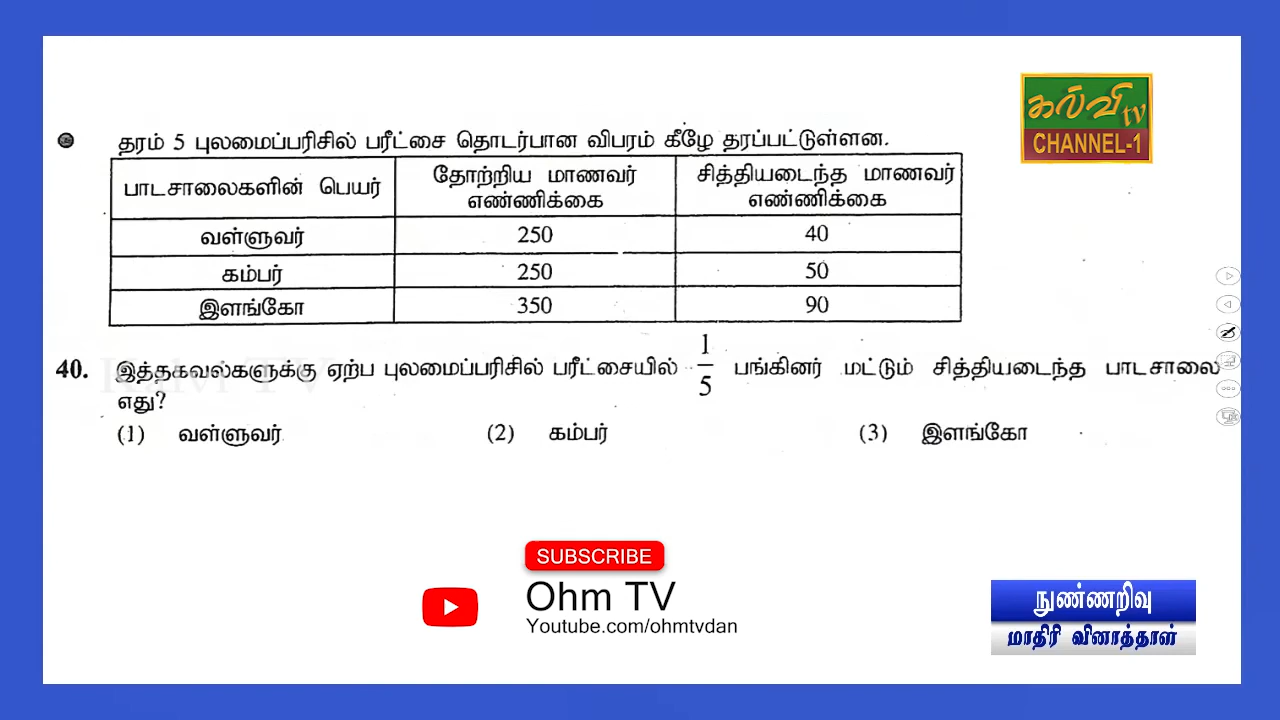 கல்வி tv
CHANNEL-1
தரம் 5 புலமைப்பரிசில் பரீட்சை தொடர்பான விபரம் கீழே தரப்பட்டுள்ளன.
பாடசாலைகளின் பெயர் தோற்றிய மாணவர் எண்ணிக்கை சித்தியடைந்த மாணவர் எண்ணிக்கை
வள்ளுவர் 250 40
கம்பர் 250 50
இளங்கோ 350 90
Kalvi TV
40. இத்தகவல்களுக்கு ஏற்ப புலமைப்பரிசில் பரீட்சையில் 1/5 பங்கினர் மட்டும் சித்தியடைந்த பாடசாலை
எது?
(1) வள்ளுவர் (2) கம்பர் (3) இளங்கோ
SUBSCRIBE
Ohm TV
Youtube.com/ohmtvdan
நுண்ணறிவு
மாதிரி வினாத்தாள்